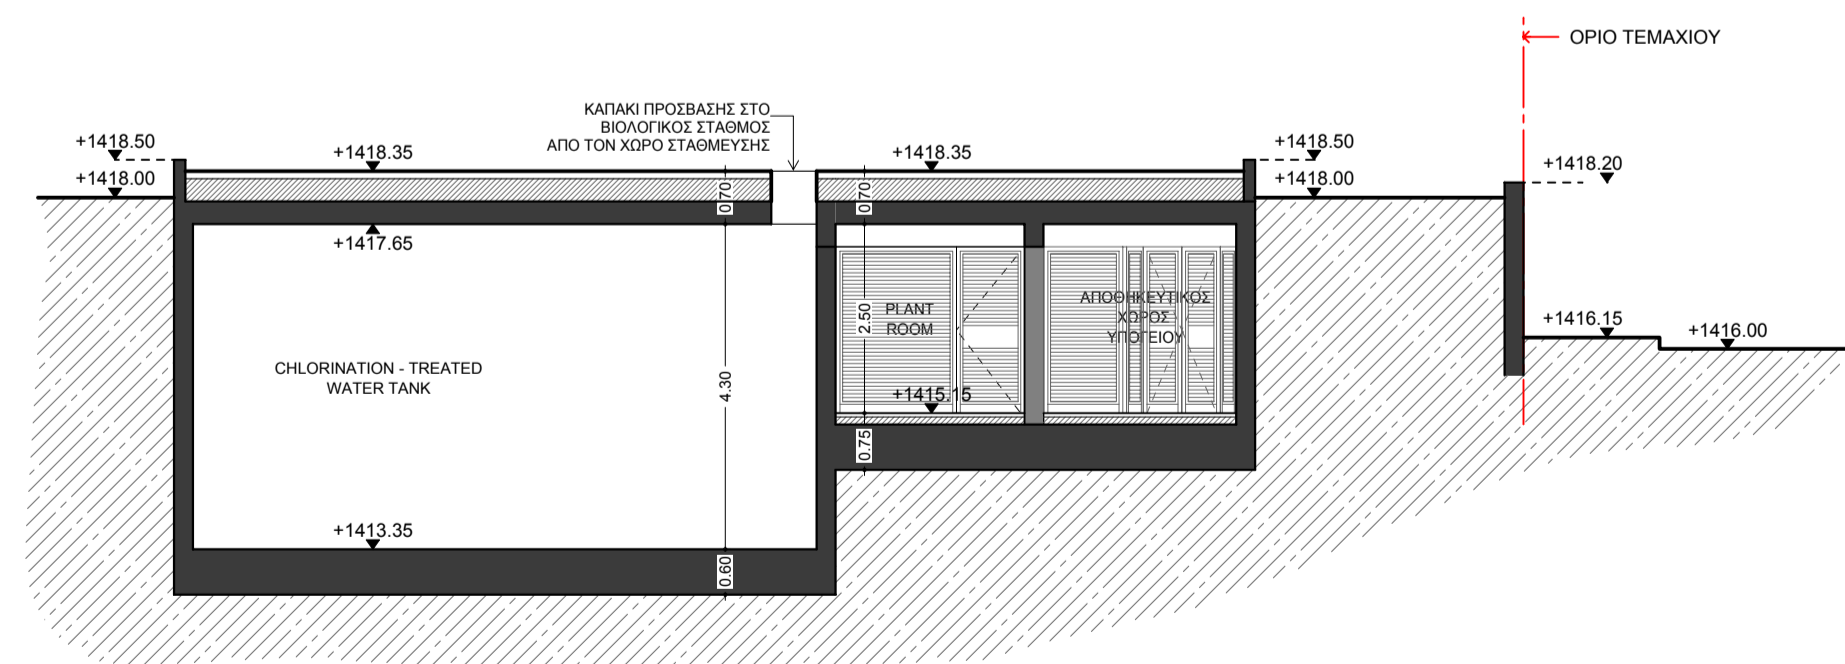 ΟΡΙΟ ΤΕΜΑΧΙΟΥ
ΚΑΠΑΚΙ ΠΡΟΣΒΑΣΗΣ ΣΤΟ
ΒΙΟΛΟΓΙΚΟΣ ΣΤΑΘΜΟΣ
ΑΠΟ ΤΟΝ ΧΩΡΟ ΣΤΑΘΜΕΥΣΗΣ
+1418.50
+1418.35
+1418.35
+1418.50
+1418.20
+1418.00
+1418.00
0.70
0.70
+1417.65
PLANT
ROOM
ΑΠΟΘΗΚΕΥΤΙΚΟΣ
ΧΩΡΟΣ
ΥΠΟΓΕΙΟΥ
2.50
+1416.15
+1416.00
CHLORINATION - TREATED
WATER TANK
4.30
+1415.15
0.75
+1413.35
0.60